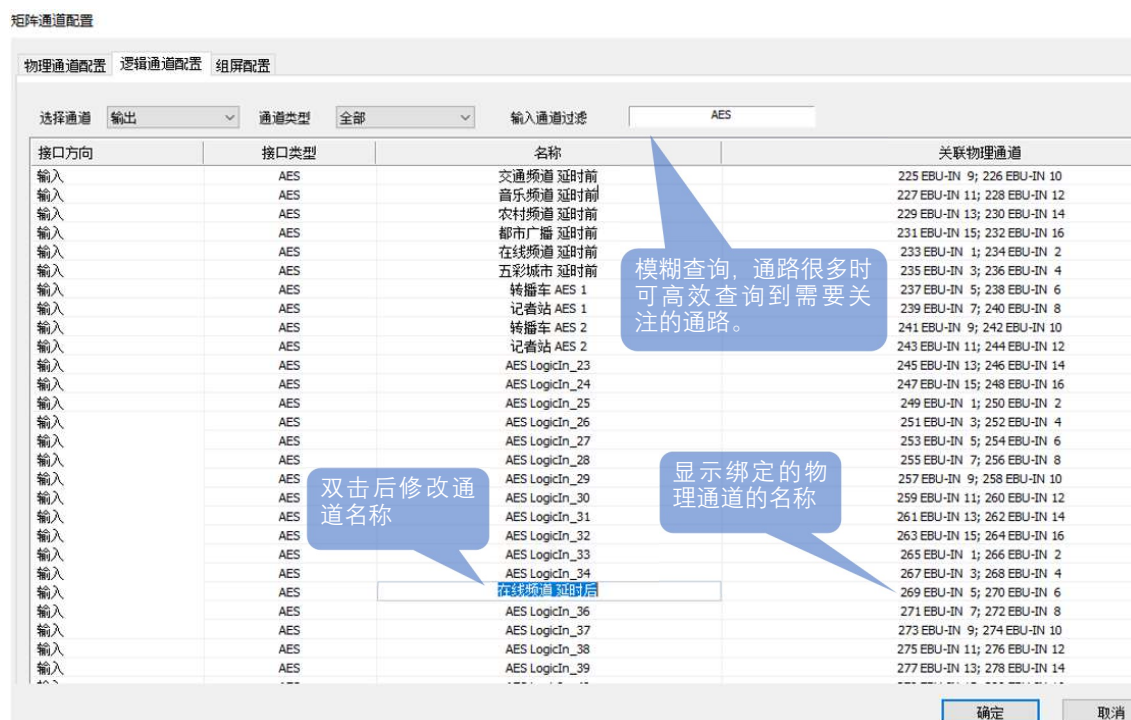 矩阵通道配置
物理通道配置 逻辑通道配置 组屏配置
选择通道 输出 通道类型 全部 输入通道过滤 AES
接口方向 接口类型 名称 关联物理通道
输入 AES 交通频道 延时前 225 EBU-IN 9; 226 EBU-IN 10
输入 AES 音乐频道 延时前 227 EBU-IN 11; 228 EBU-IN 12
输入 AES 农村频道 延时前 229 EBU-IN 13; 230 EBU-IN 14
输入 AES 都市广播 延时前 231 EBU-IN 15; 232 EBU-IN 16
输入 AES 在线频道 延时前 233 EBU-IN 1; 234 EBU-IN 2
输入 AES 五彩城市 延时前 235 EBU-IN 3; 236 EBU-IN 4
输入 AES 转播车 AES 1 237 EBU-IN 5; 238 EBU-IN 6
输入 AES 记者站 AES 1 239 EBU-IN 7; 240 EBU-IN 8
输入 AES 转播车 AES 2 241 EBU-IN 9; 242 EBU-IN 10
输入 AES 记者站 AES 2 243 EBU-IN 11; 244 EBU-IN 12
输入 AES AES LogicIn_23 245 EBU-IN 13; 246 EBU-IN 14
输入 AES AES LogicIn_24 247 EBU-IN 15; 248 EBU-IN 16
输入 AES AES LogicIn_25 249 EBU-IN 1; 250 EBU-IN 2
输入 AES AES LogicIn_26 251 EBU-IN 3; 252 EBU-IN 4
输入 AES AES LogicIn_27 253 EBU-IN 5; 254 EBU-IN 6
输入 AES AES LogicIn_28 255 EBU-IN 7; 256 EBU-IN 8
输入 AES AES LogicIn_29 257 EBU-IN 9; 258 EBU-IN 10
输入 AES AES LogicIn_30 259 EBU-IN 11; 260 EBU-IN 12
输入 AES AES LogicIn_31 261 EBU-IN 13; 262 EBU-IN 14
输入 AES AES LogicIn_32 263 EBU-IN 15; 264 EBU-IN 16
输入 AES AES LogicIn_33 265 EBU-IN 1; 266 EBU-IN 2
输入 AES AES LogicIn_34 267 EBU-IN 3; 268 EBU-IN 4
输入 AES 在线频道 延时后 269 EBU-IN 5; 270 EBU-IN 6
输入 AES AES LogicIn_36 271 EBU-IN 7; 272 EBU-IN 8
输入 AES AES LogicIn_37 273 EBU-IN 9; 274 EBU-IN 10
输入 AES AES LogicIn_38 275 EBU-IN 11; 276 EBU-IN 12
输入 AES AES LogicIn_39 277 EBU-IN 13; 278 EBU-IN 14
模糊查询，通路很多时
可高效查询到需要关
注的通路。
双击后修改通
道名称
显示绑定的物
理通道的名称
确定 取消